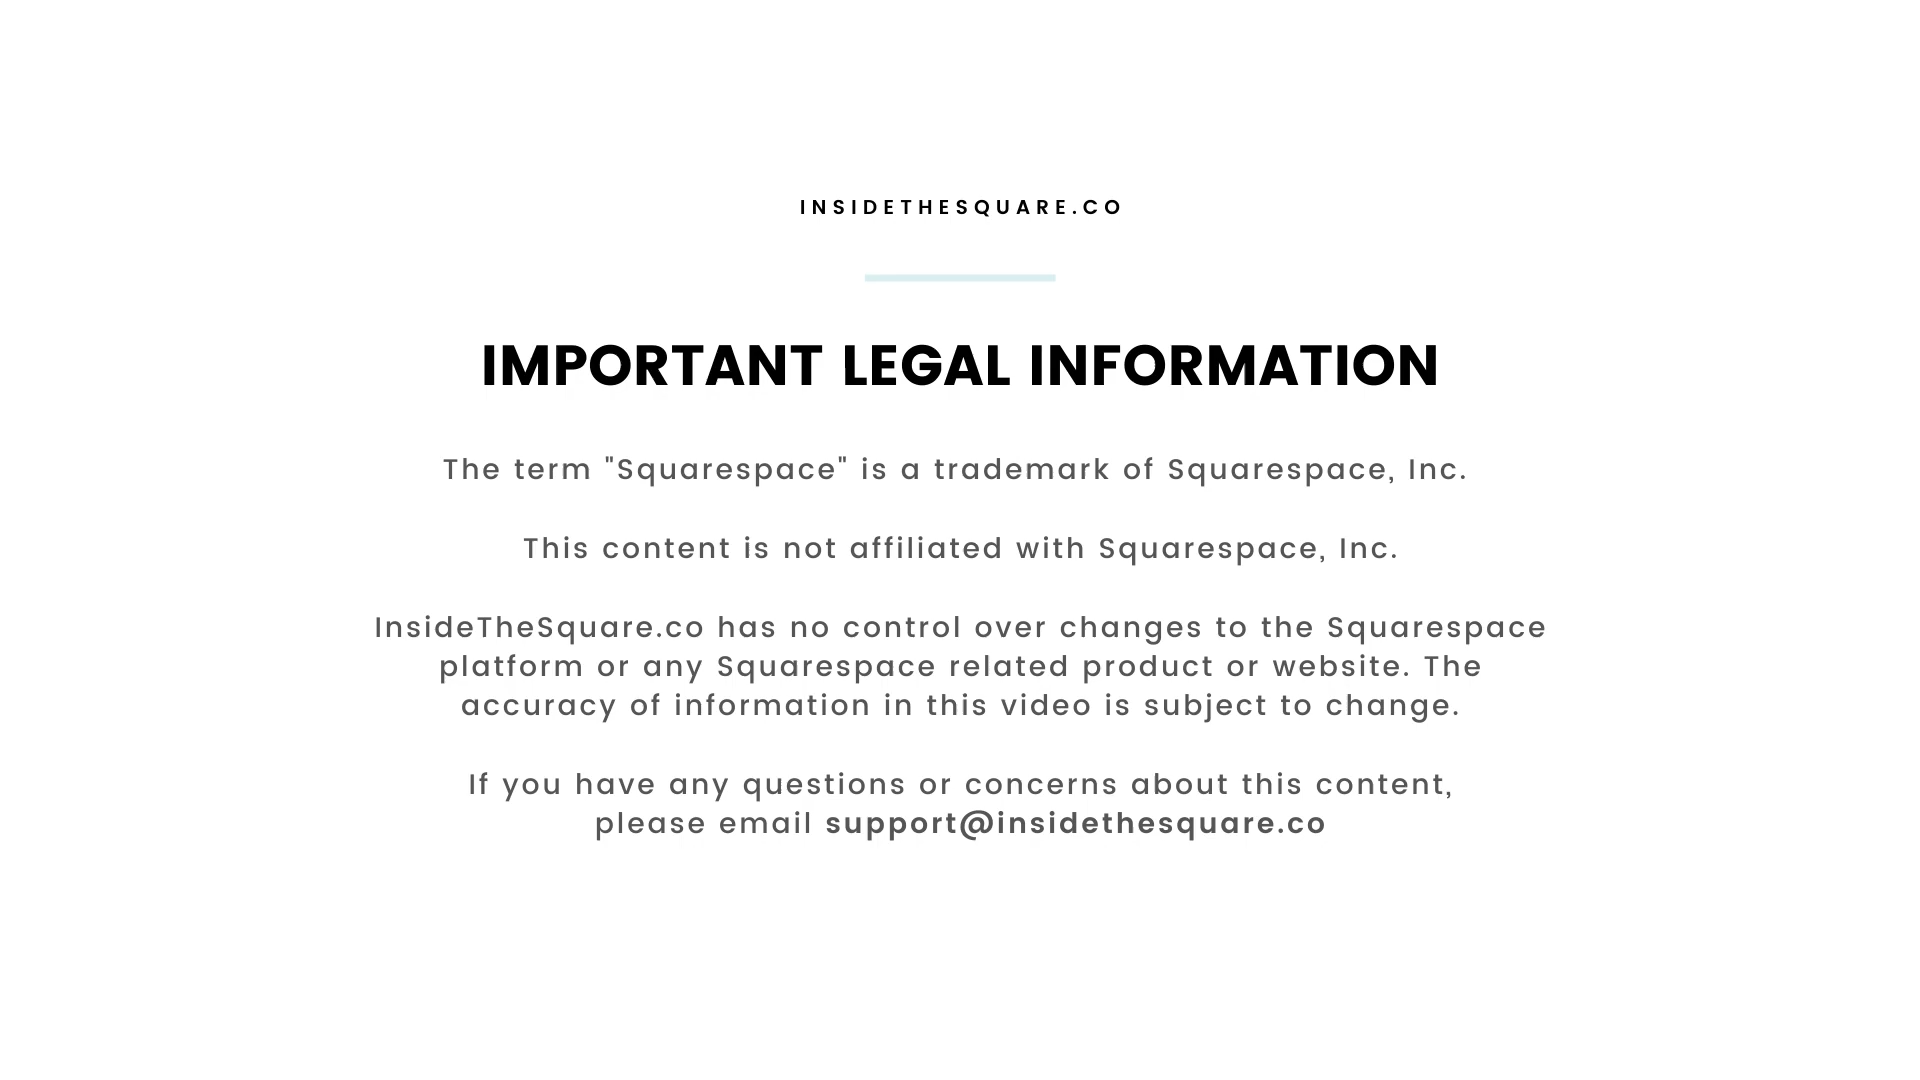 INSIDETHESQUARE.CO
IMPORTANT LEGAL INFORMATION
The term "Squarespace" is a trademark of Squarespace, Inc.
This content is not affiliated with Squarespace, Inc.
InsideTheSquare.co has no control over changes to the Squarespace
platform or any Squarespace related product or website. The
accuracy of information in this video is subject to change.
If you have any questions or concerns about this content,
please email support@insidethesquare.co